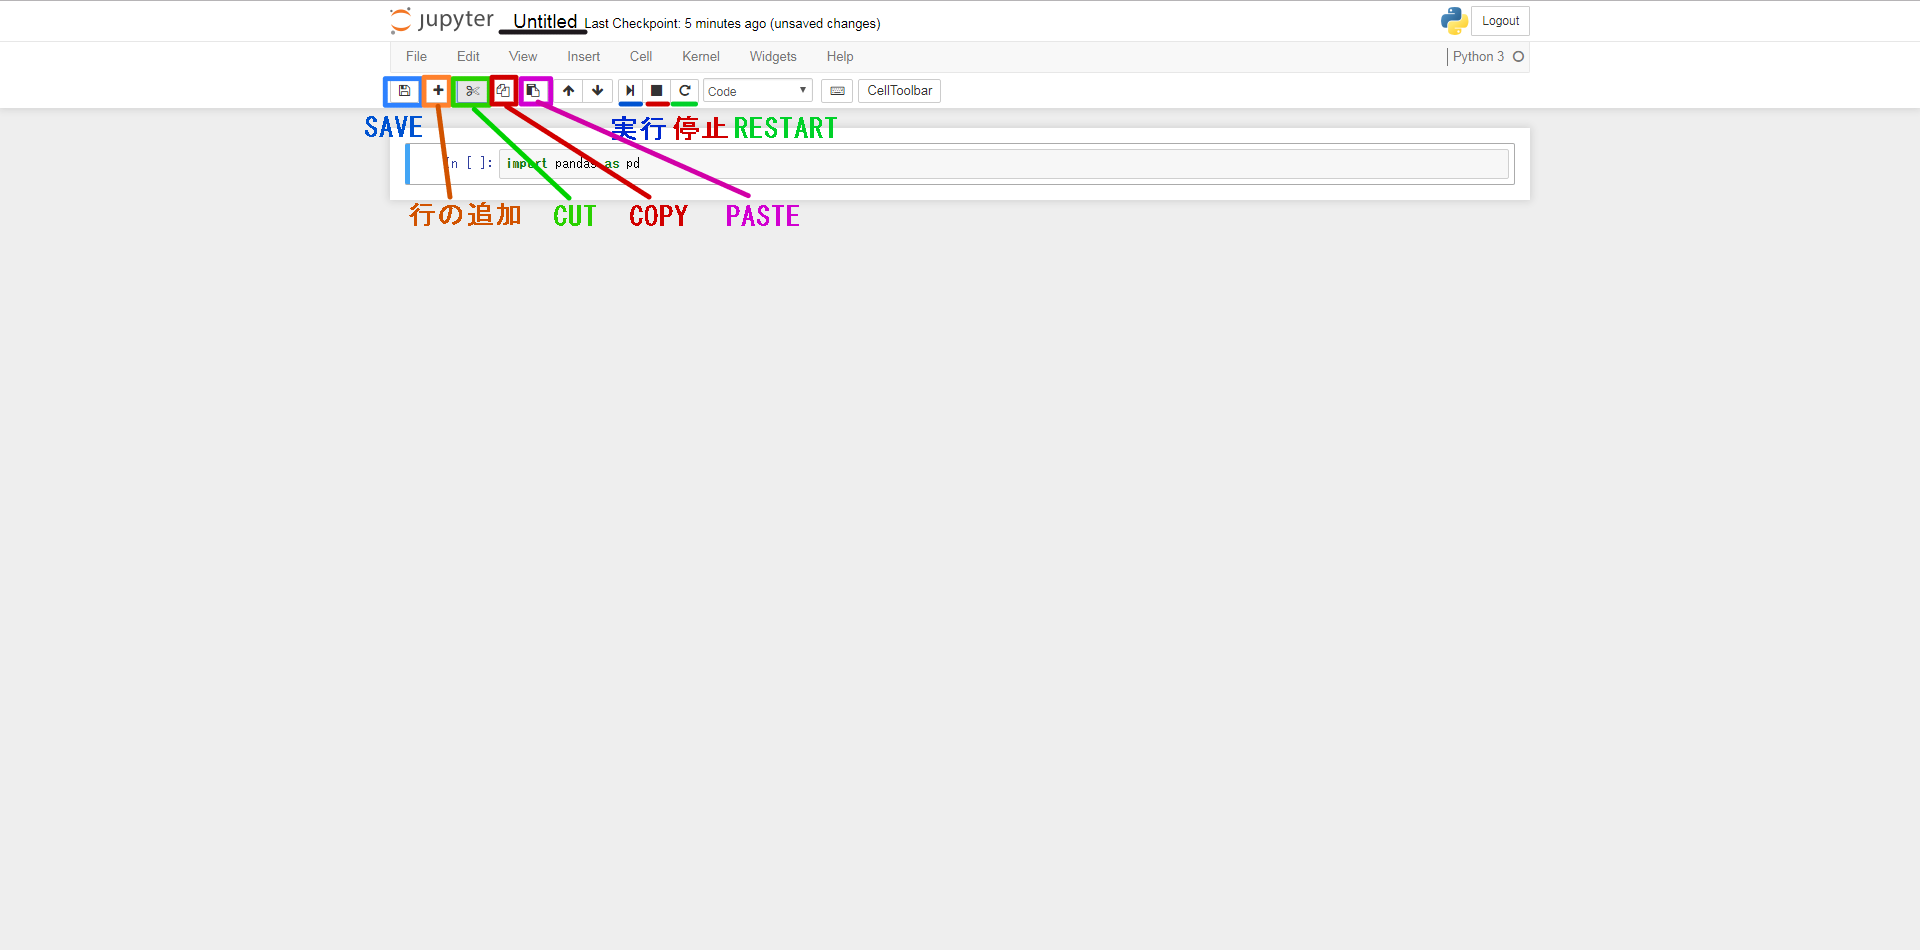 jupyter Untitled Last Checkpoint: 5 minutes ago (unsaved changes) Logout
File Edit View Insert Cell Kernel Widgets Help Python 3
Code CellToolbar
SAVE 実行 停止 RESTART
In [ ]: import pandas as pd
行の追加 CUT COPY PASTE